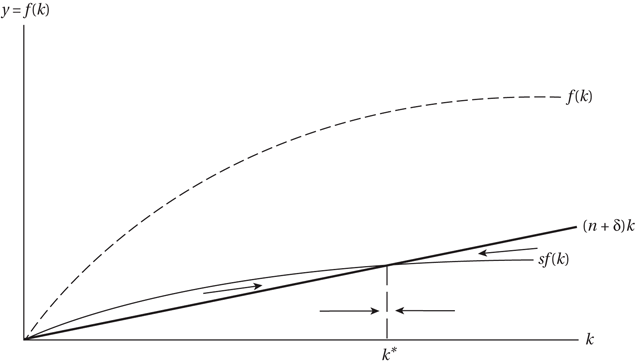 y = f(k)
f(k)
(n + δ)k
sf(k)
k
k*